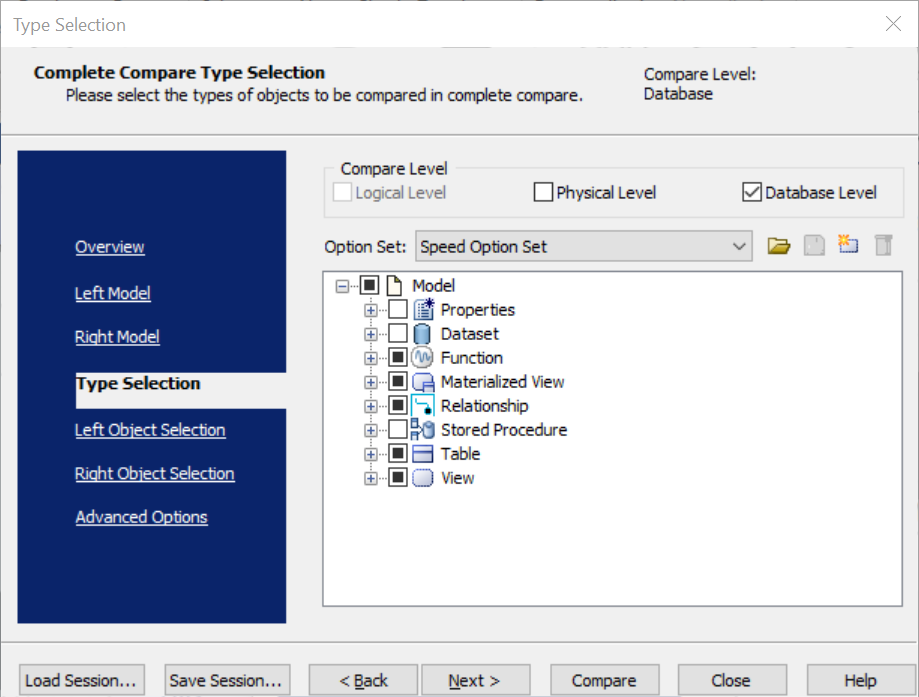 Type Selection
Complete Compare Type Selection
Please select the types of objects to be compared in complete compare.
Compare Level:
Database
Overview
Left Model
Right Model
Type Selection
Left Object Selection
Right Object Selection
Advanced Options
Compare Level
Logical Level Physical Level Database Level
Option Set: Speed Option Set
Model
Properties
Dataset
Function
Materialized View
Relationship
Stored Procedure
Table
View
Load Session... Save Session... < Back Next > Compare Close Help